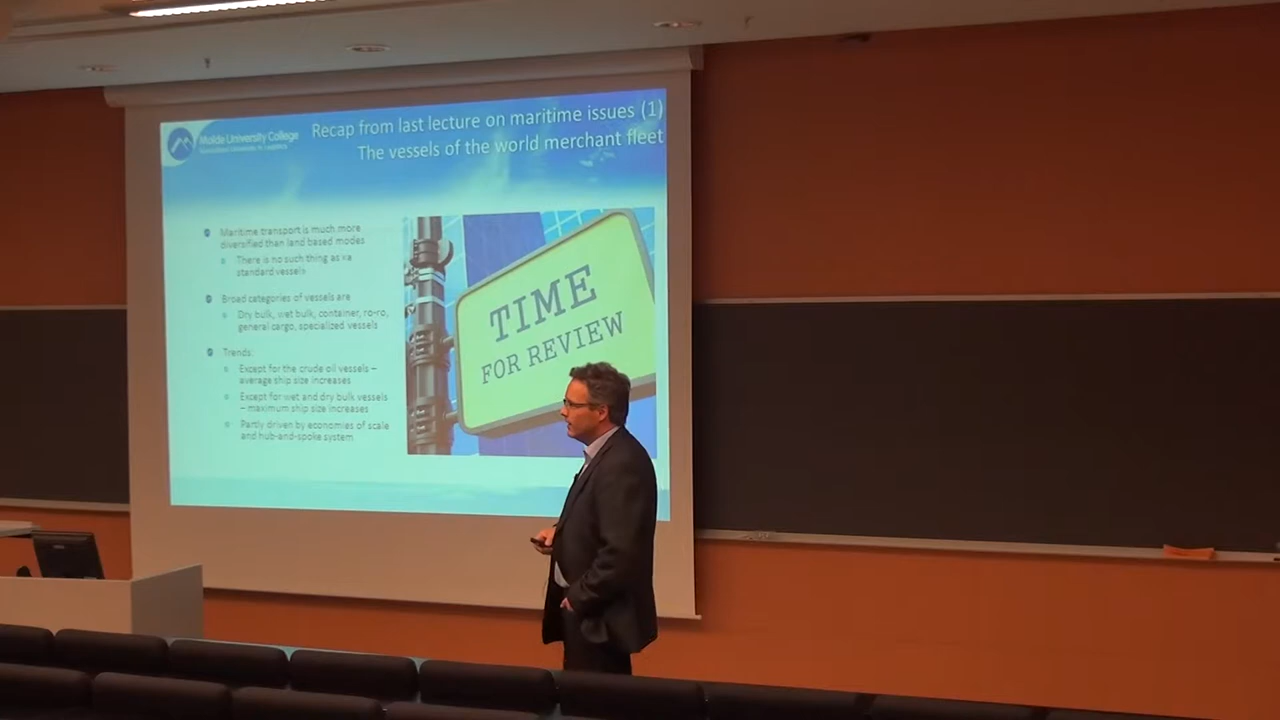 Molde University College
Recap from last lecture on maritime issues (1)
The vessels of the world merchant fleet
Maritime transport is much more
diversified than land based modes
There is no such thing as «a
standard vessel»
Broad categories of vessels are
Dry bulk, wet bulk, container, ro-ro,
general cargo, specialized vessels
Trends:
Except for the crude oil vessels –
average ship size increases
Except for wet and dry bulk vessels
– maximum ship size increases
Partly driven by economies of scale
and hub-and-spoke system
TIME
FOR REVIEW